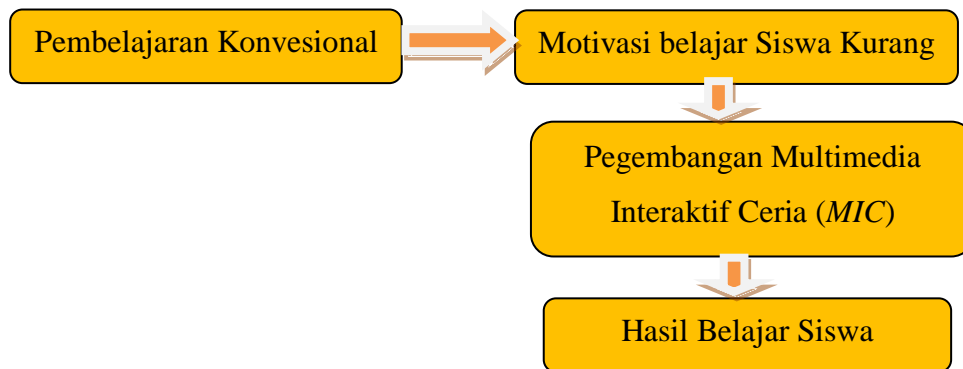 Pembelajaran Konvesional
Motivasi belajar Siswa Kurang
Pegembangan Multimedia
Interaktif Ceria (MIC)
Hasil Belajar Siswa